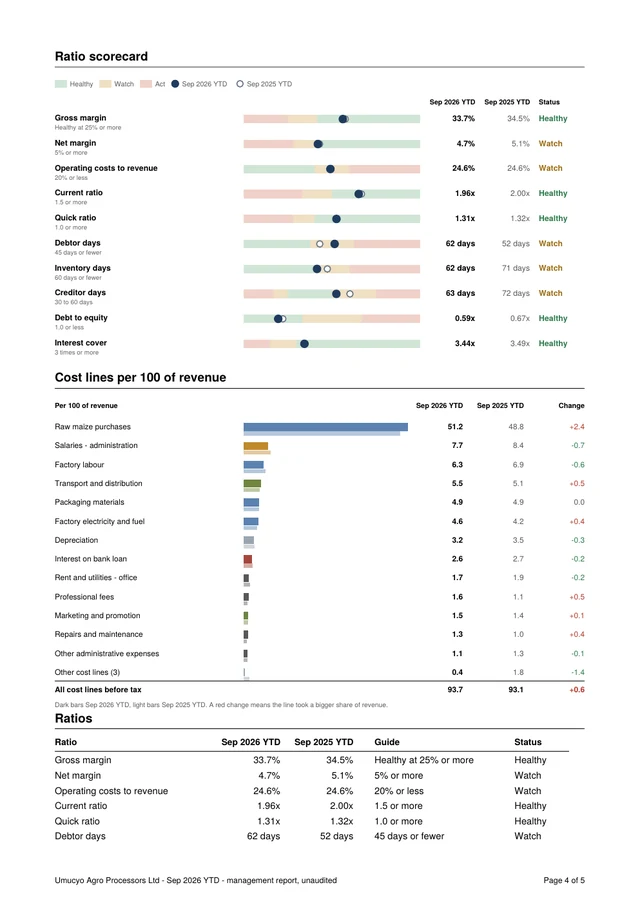 Ratio scorecard
Healthy Watch Act Sep 2026 YTD Sep 2025 YTD
Sep 2026 YTD Sep 2025 YTD Status
Gross margin 33.7% 34.5% Healthy
Healthy at 25% or more
Net margin 4.7% 5.1% Watch
5% or more
Operating costs to revenue 24.6% 24.6% Watch
20% or less
Current ratio 1.96x 2.00x Healthy
1.5 or more
Quick ratio 1.31x 1.32x Healthy
1.0 or more
Debtor days 62 days 52 days Watch
45 days or fewer
Inventory days 62 days 71 days Watch
60 days or fewer
Creditor days 63 days 72 days Watch
30 to 60 days
Debt to equity 0.59x 0.67x Healthy
1.0 or less
Interest cover 3.44x 3.49x Healthy
3 times or more
Cost lines per 100 of revenue
Per 100 of revenue Sep 2026 YTD Sep 2025 YTD Change
Raw maize purchases 51.2 48.8 +2.4
Salaries - administration 7.7 8.4 -0.7
Factory labour 6.3 6.9 -0.6
Transport and distribution 5.5 5.1 +0.5
Packaging materials 4.9 4.9 0.0
Factory electricity and fuel 4.6 4.2 +0.4
Depreciation 3.2 3.5 -0.3
Interest on bank loan 2.6 2.7 -0.2
Rent and utilities - office 1.7 1.9 -0.2
Professional fees 1.6 1.1 +0.5
Marketing and promotion 1.5 1.4 +0.1
Repairs and maintenance 1.3 1.0 +0.4
Other administrative expenses 1.1 1.3 -0.1
Other cost lines (3) 0.4 1.8 -1.4
All cost lines before tax 93.7 93.1 +0.6
Dark bars Sep 2026 YTD, light bars Sep 2025 YTD. A red change means the line took a bigger share of revenue.
Ratios
Ratio Sep 2026 YTD Sep 2025 YTD Guide Status
Gross margin 33.7% 34.5% Healthy at 25% or more Healthy
Net margin 4.7% 5.1% 5% or more Watch
Operating costs to revenue 24.6% 24.6% 20% or less Watch
Current ratio 1.96x 2.00x 1.5 or more Healthy
Quick ratio 1.31x 1.32x 1.0 or more Healthy
Debtor days 62 days 52 days 45 days or fewer Watch
Umucyo Agro Processors Ltd - Sep 2026 YTD - management report, unaudited Page 4 of 5